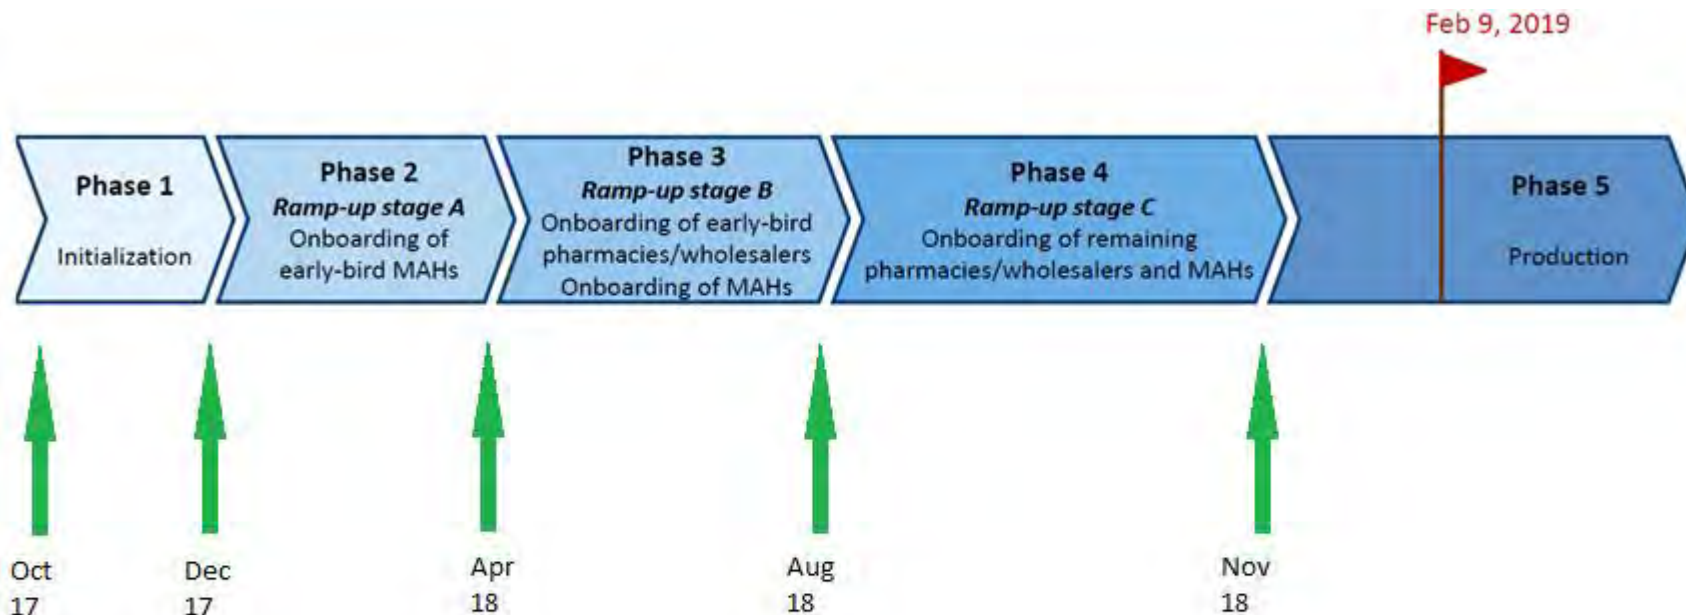 Feb 9, 2019
Phase 1
Initialization
Phase 2
Ramp-up stage A
Onboarding of
early-bird MAHs
Phase 3
Ramp-up stage B
Onboarding of early-bird
pharmacies/wholesalers
Onboarding of MAHs
Phase 4
Ramp-up stage C
Onboarding of remaining
pharmacies/wholesalers and MAHs
Phase 5
Production
Oct
17
Dec
17
Apr
18
Aug
18
Nov
18